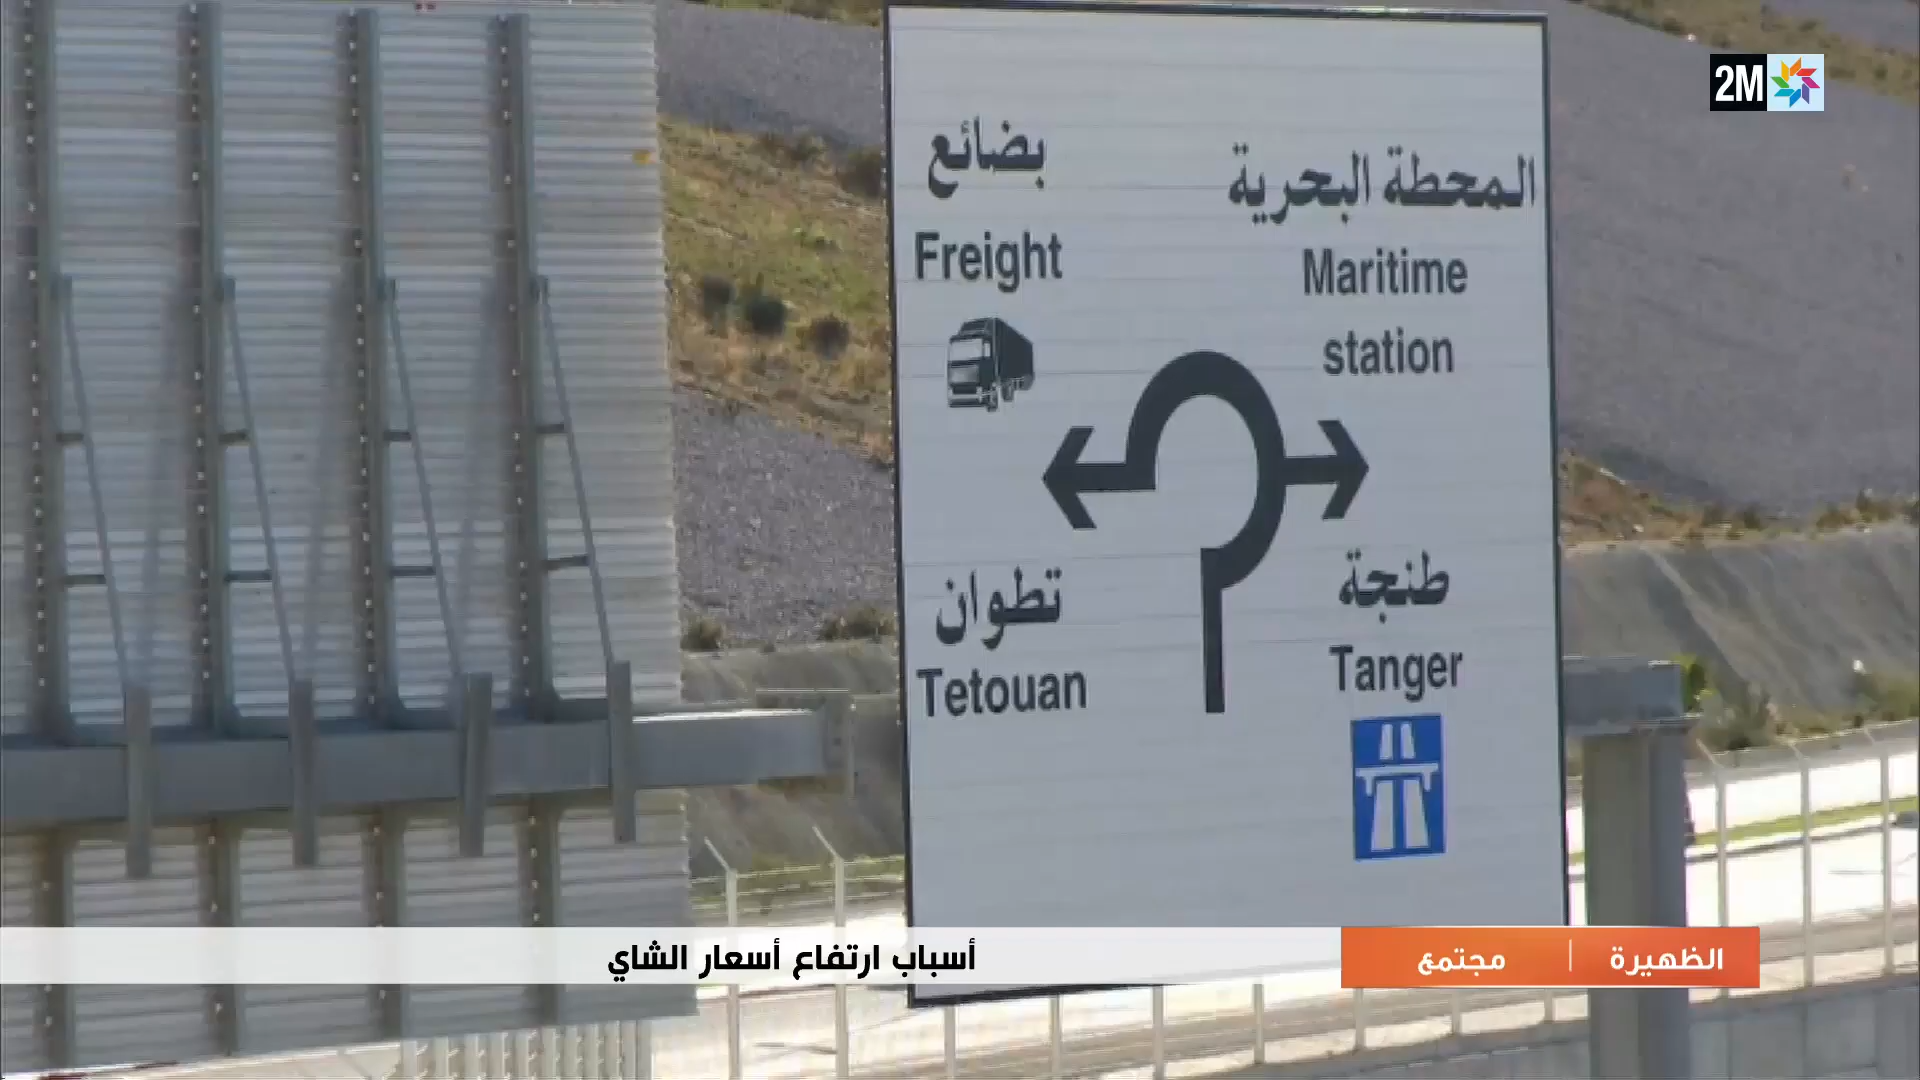 2M
بضائع
Freight
المحطة البحرية
Maritime
station
تطوان
Tetouan
طنجة
Tanger
الظهيرة | مجتمع
أسباب ارتفاع أسعار الشاي